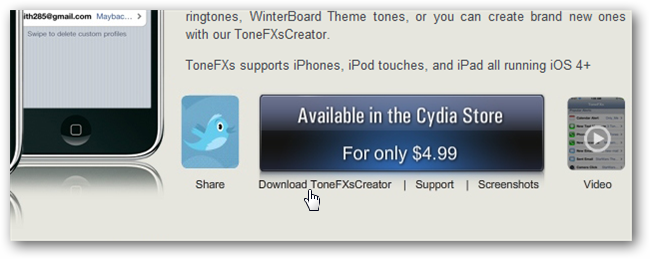 ith285@gmail.com Maybac...
Swipe to delete custom profiles
ringtones, WinterBoard Theme tones, or you can create brand new ones
with our ToneFXsCreator.
ToneFXs supports iPhones, iPod touches, and iPad all running iOS 4+
Available in the Cydia Store
For only $4.99
Share
Download ToneFXsCreator | Support | Screenshots
Video